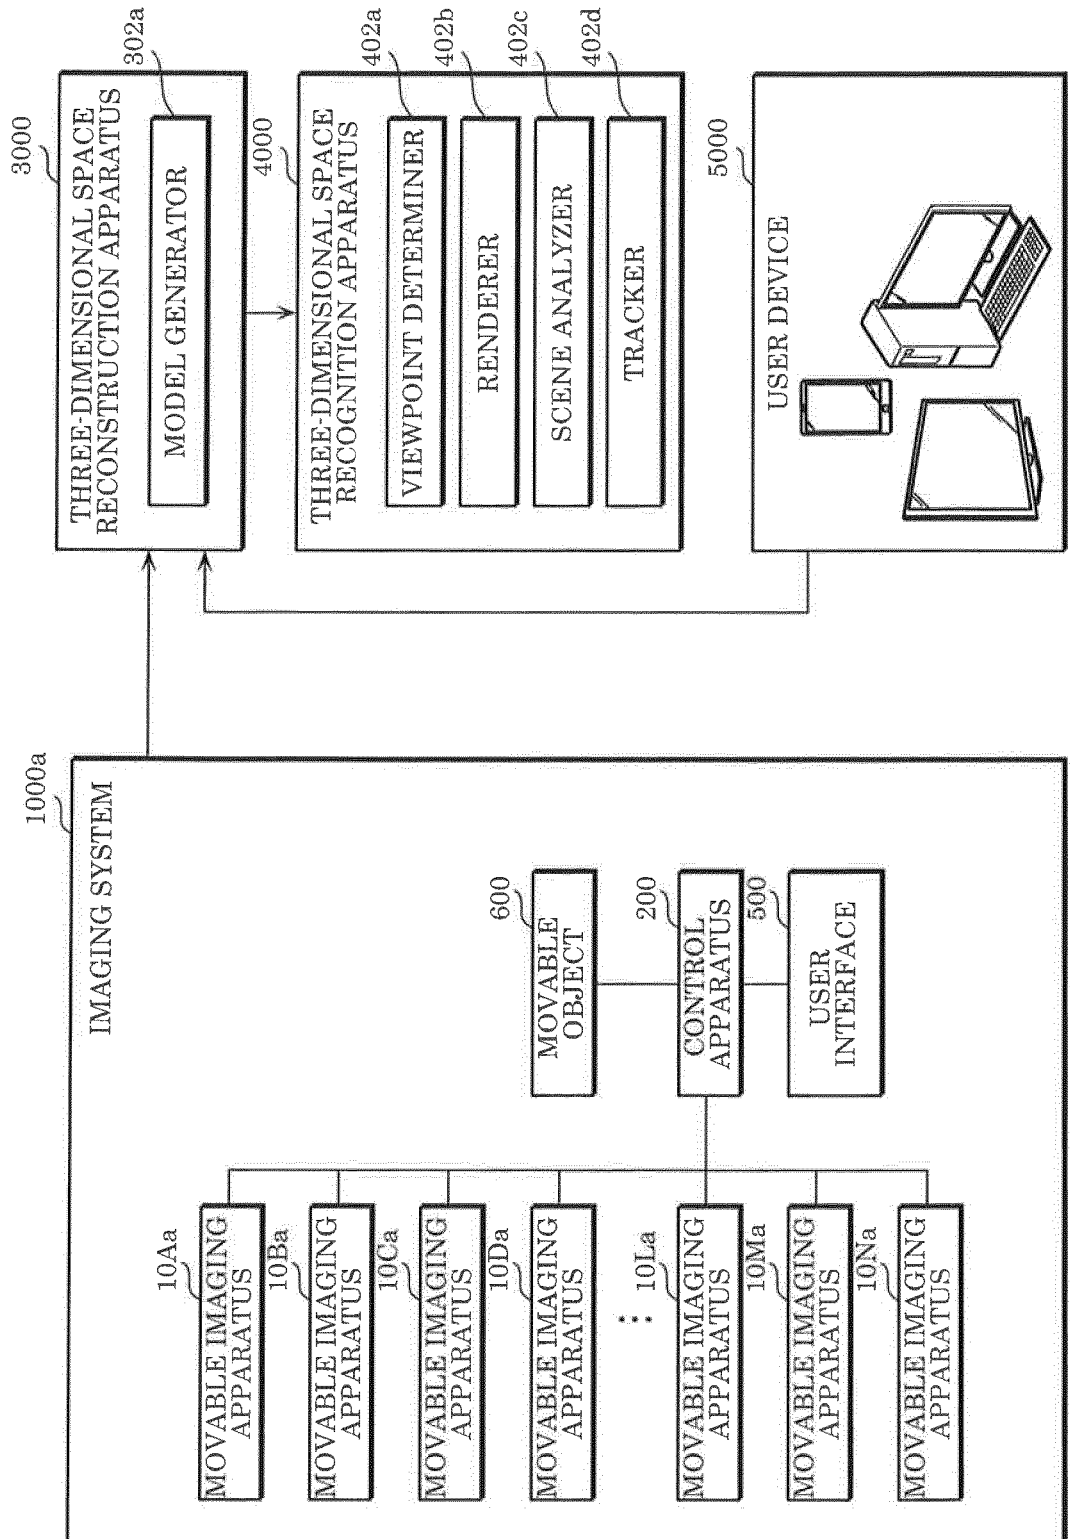 1000a
IMAGING SYSTEM
10Aa
MOVABLE IMAGING
APPARATUS
10Ba
MOVABLE IMAGING
APPARATUS
10Ca
MOVABLE IMAGING
APPARATUS
10Da
MOVABLE IMAGING
APPARATUS
10La
MOVABLE IMAGING
APPARATUS
10Ma
MOVABLE IMAGING
APPARATUS
10Na
MOVABLE IMAGING
APPARATUS
600
MOVABLE
OBJECT
200
CONTROL
APPARATUS
500
USER
INTERFACE
3000
THREE-DIMENSIONAL SPACE
RECONSTRUCTION APPARATUS
302a
MODEL GENERATOR
4000
THREE-DIMENSIONAL SPACE
RECOGNITION APPARATUS
402a
VIEWPOINT DETERMINER
402b
RENDERER
402c
SCENE ANALYZER
402d
TRACKER
5000
USER DEVICE